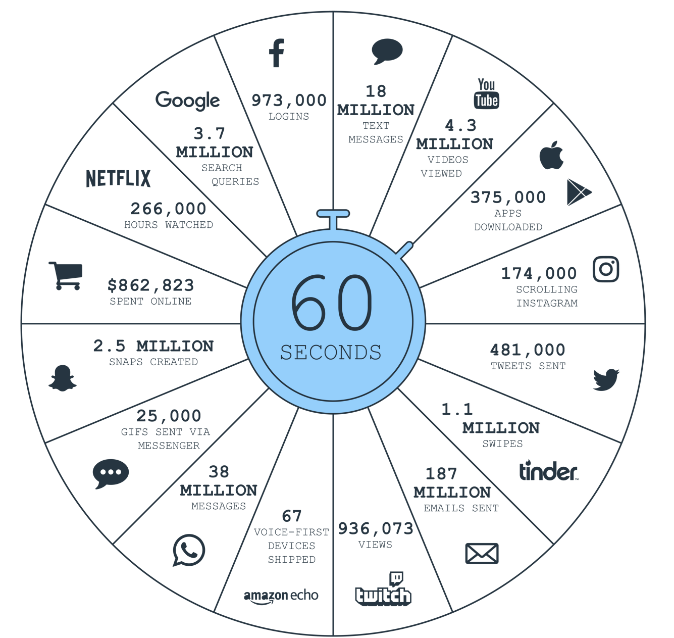 60
SECONDS
18
MILLION
TEXT
MESSAGES
You
Tube
4.3
MILLION
VIDEOS
VIEWED
375,000
APPS
DOWNLOADED
174,000
SCROLLING
INSTAGRAM
481,000
TWEETS SENT
1.1
MILLION
SWIPES
tinder
187
MILLION
EMAILS SENT
936,073
VIEWS
twitch
67
VOICE-FIRST
DEVICES
SHIPPED
amazon echo
38
MILLION
MESSAGES
25,000
GIFS SENT VIA
MESSENGER
2.5 MILLION
SNAPS CREATED
$862,823
SPENT ONLINE
NETFLIX
266,000
HOURS WATCHED
Google
3.7
MILLION
SEARCH
QUERIES
f
973,000
LOGINS